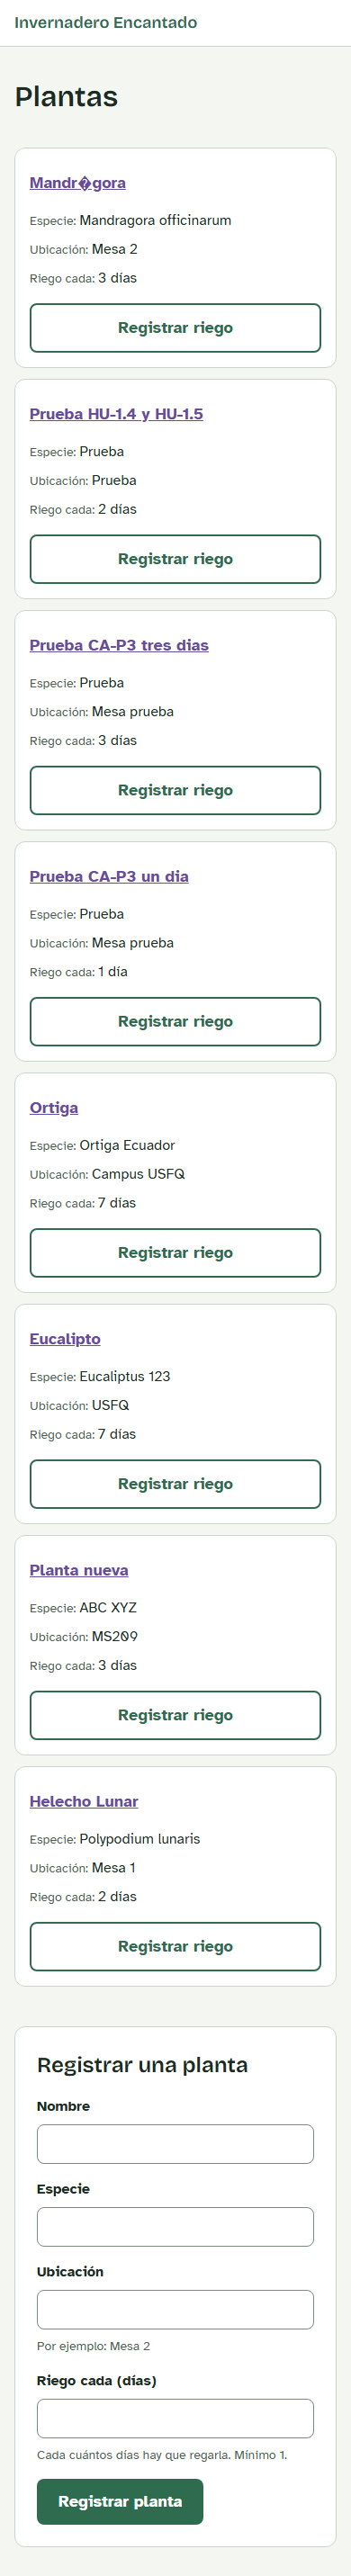 Invernadero Encantado
Plantas
Mandr�gora
Especie: Mandragora officinarum
Ubicación: Mesa 2
Riego cada: 3 días
Registrar riego
Prueba HU-1.4 y HU-1.5
Especie: Prueba
Ubicación: Prueba
Riego cada: 2 días
Registrar riego
Prueba CA-P3 tres dias
Especie: Prueba
Ubicación: Mesa prueba
Riego cada: 3 días
Registrar riego
Prueba CA-P3 un dia
Especie: Prueba
Ubicación: Mesa prueba
Riego cada: 1 día
Registrar riego
Ortiga
Especie: Ortiga Ecuador
Ubicación: Campus USFQ
Riego cada: 7 días
Registrar riego
Eucalipto
Especie: Eucaliptus 123
Ubicación: USFQ
Riego cada: 7 días
Registrar riego
Planta nueva
Especie: ABC XYZ
Ubicación: MS209
Riego cada: 3 días
Registrar riego
Helecho Lunar
Especie: Polypodium lunaris
Ubicación: Mesa 1
Riego cada: 2 días
Registrar riego
Registrar una planta
Nombre
Especie
Ubicación
Por ejemplo: Mesa 2
Riego cada (días)
Cada cuántos días hay que regarla. Mínimo 1.
Registrar planta